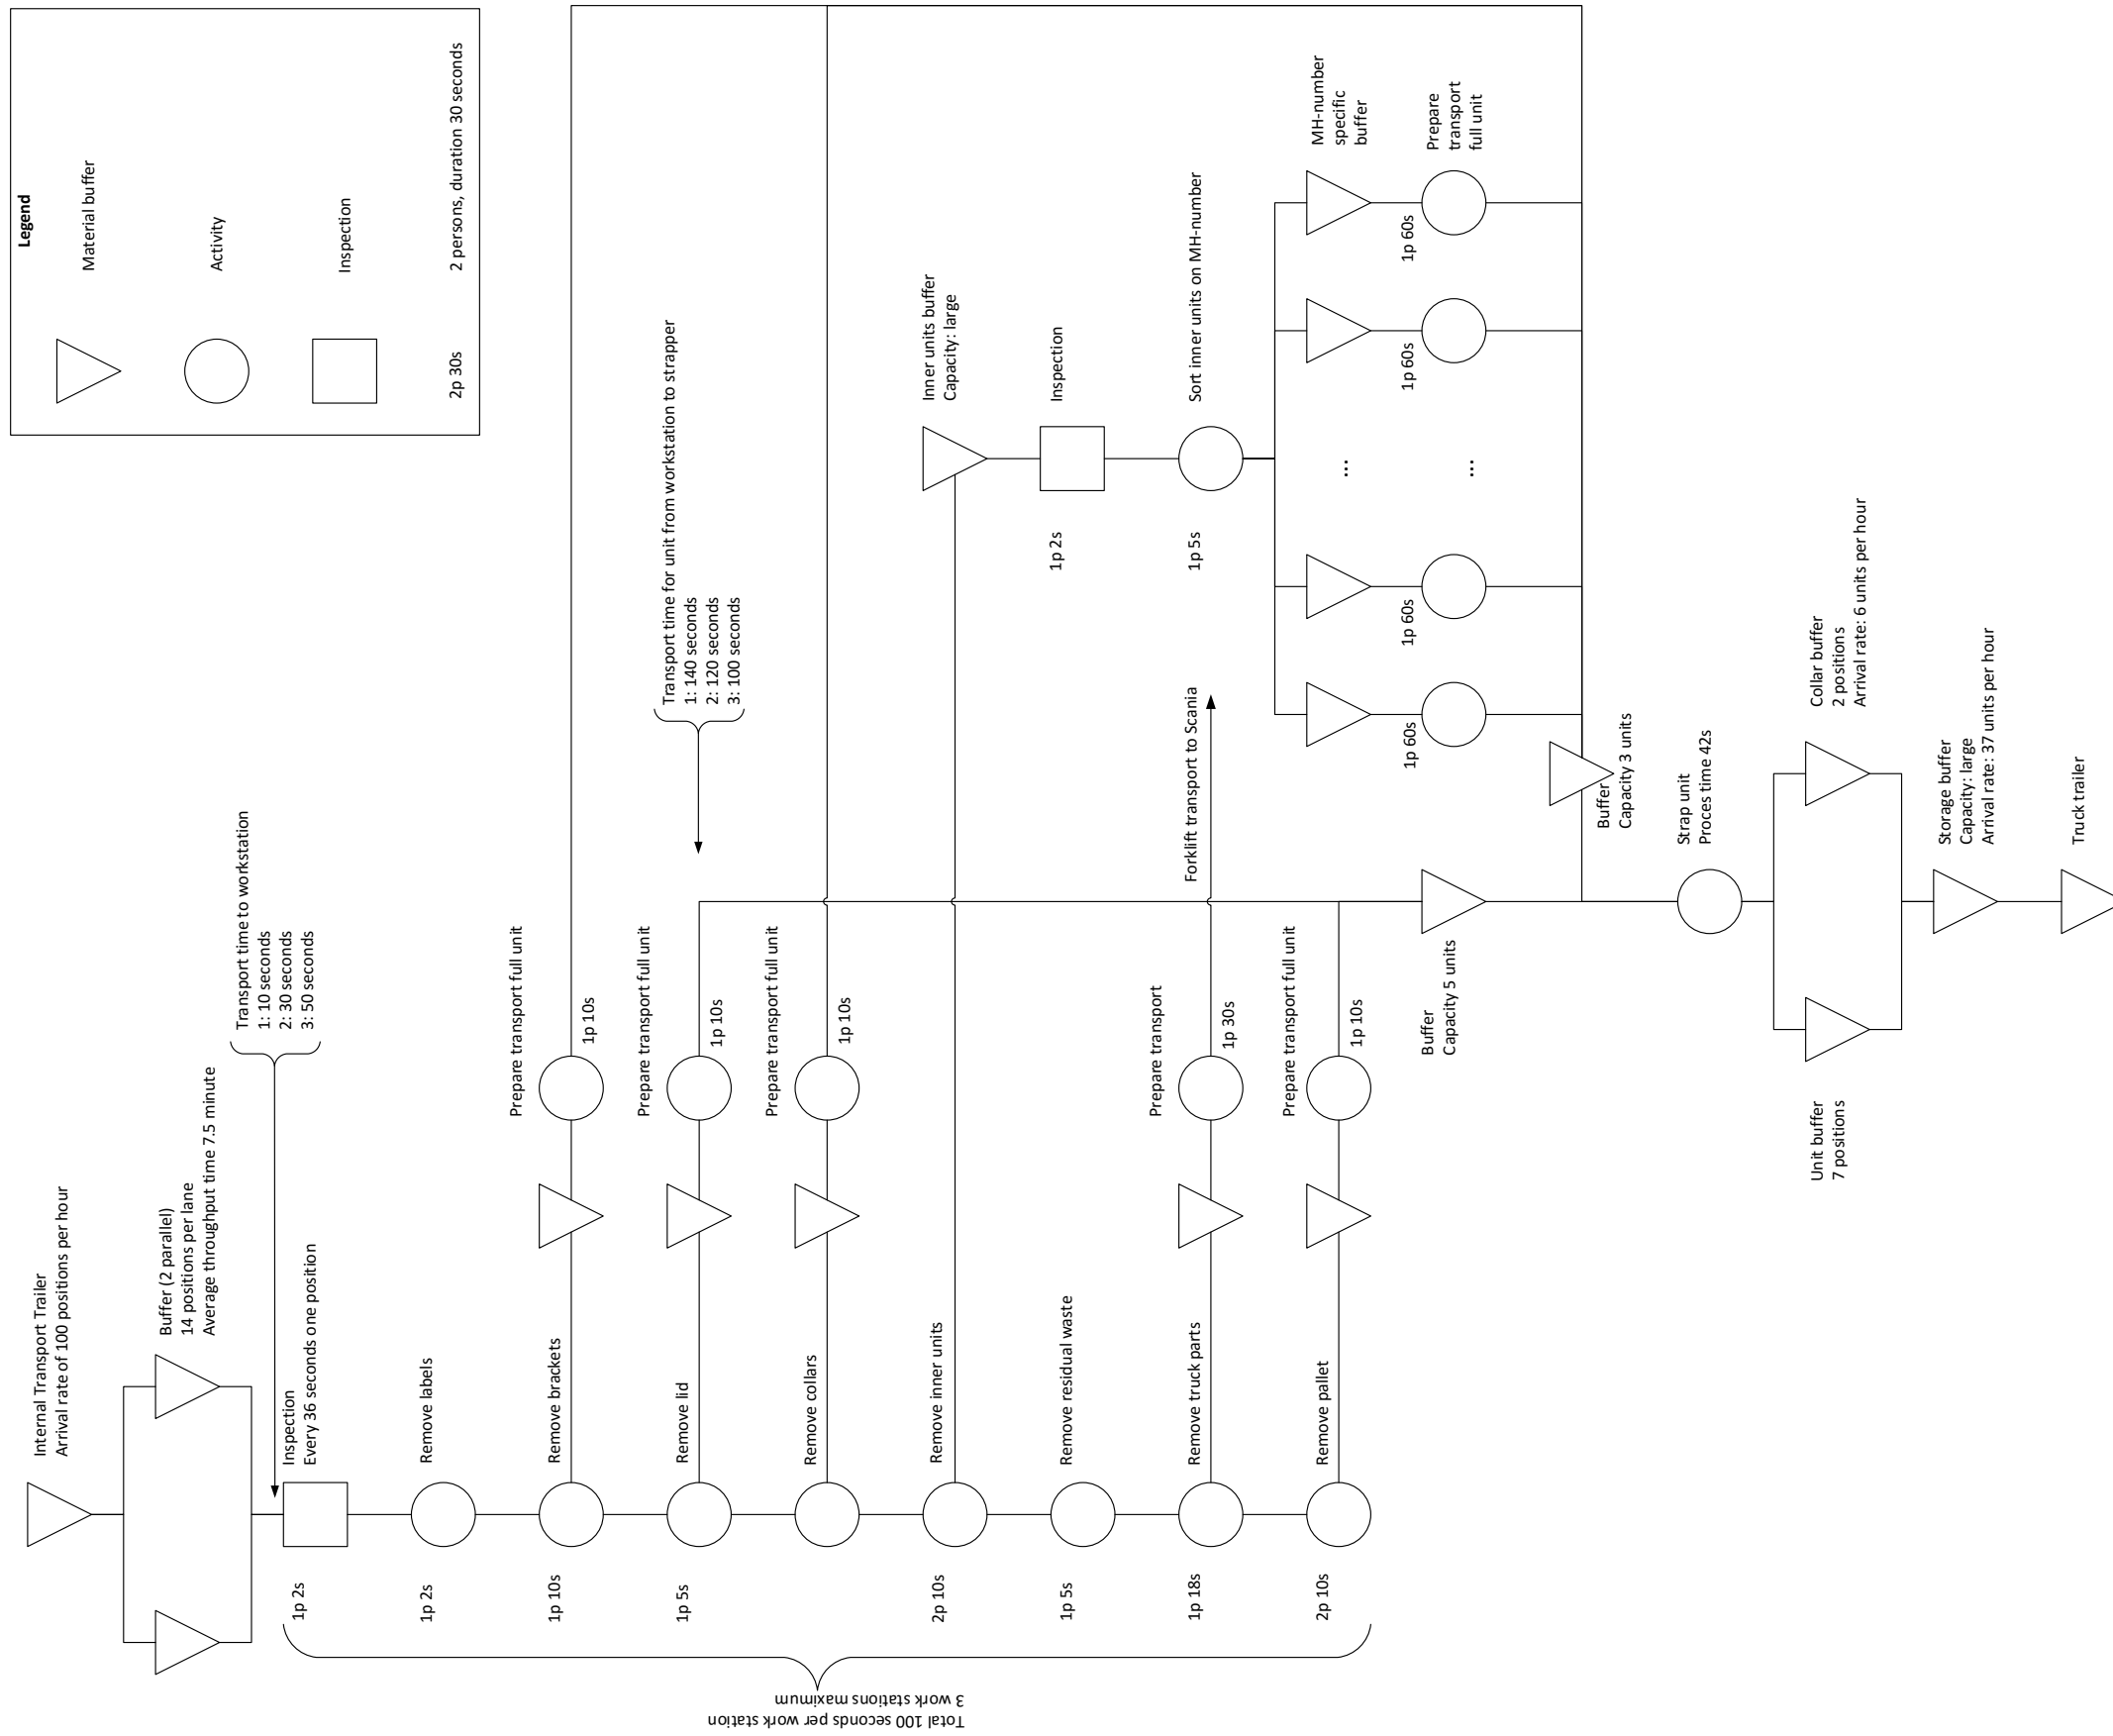 Legend
Material buffer
Activity
Inspection
2p 30s
2 persons, duration 30 seconds
Internal Transport Trailer
Arrival rate of 100 positions per hour
Buffer (2 parallel)
14 positions per lane
Average throughput time 7.5 minute
Transport time to workstation
1: 10 seconds
2: 30 seconds
3: 50 seconds
Inspection
Every 36 seconds one position
1p 2s
Remove labels
1p 2s
Remove brackets
1p 10s
Prepare transport full unit
1p 10s
Remove lid
1p 5s
Prepare transport full unit
1p 10s
Transport time for unit from workstation to strapper
1: 140 seconds
2: 120 seconds
3: 100 seconds
Remove collars
Prepare transport full unit
1p 10s
Remove inner units
2p 10s
Inner units buffer
Capacity: large
Inspection
1p 2s
Sort inner units on MH-number
1p 5s
Remove residual waste
1p 5s
Remove truck parts
1p 18s
Prepare transport
1p 30s
Forklift transport to Scania
Remove pallet
2p 10s
Prepare transport full unit
1p 10s
Total 100 seconds per work station
3 work stations maximum
MH-number
specific
buffer
...
1p 60s
1p 60s
1p 60s
1p 60s
Prepare
transport
full unit
...
Buffer
Capacity 5 units
Buffer
Capacity 3 units
Strap unit
Proces time 42s
Unit buffer
7 positions
Collar buffer
2 positions
Arrival rate: 6 units per hour
Storage buffer
Capacity: large
Arrival rate: 37 units per hour
Truck trailer